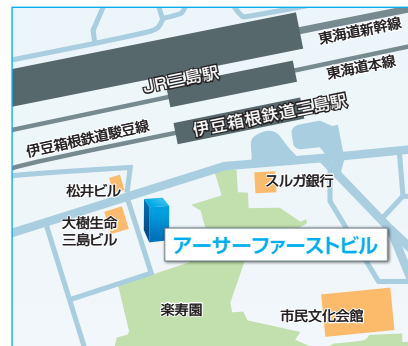 東海道新幹線
JR三島駅
東海道本線
伊豆箱根鉄道三島駅
伊豆箱根鉄道駿豆線
松井ビル
スルガ銀行
大樹生命
三島ビル
アーサーファーストビル
楽寿園
市民文化会館